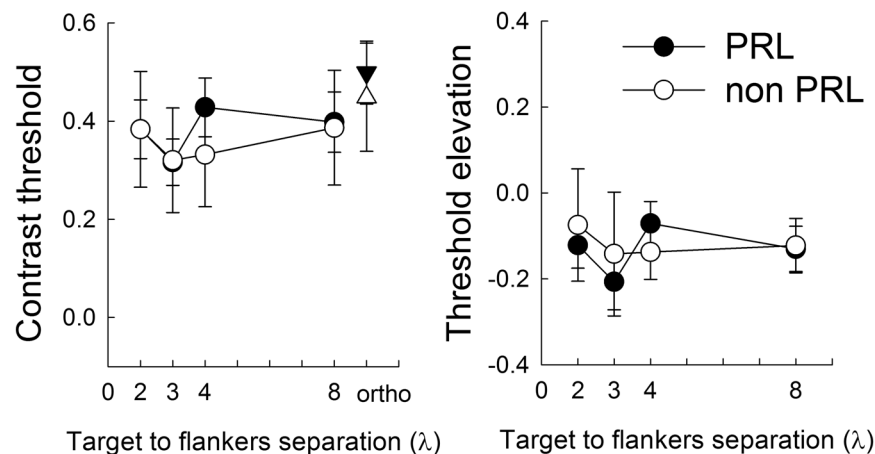 0.6
0.4
0.2
0.0
Contrast threshold
0 2 3 4 8 ortho
Target to flankers separation (λ)
0.4
0.0
-0.2
-0.4
Threshold elevation
PRL
non PRL
0 2 3 4 8
Target to flankers separation (λ)